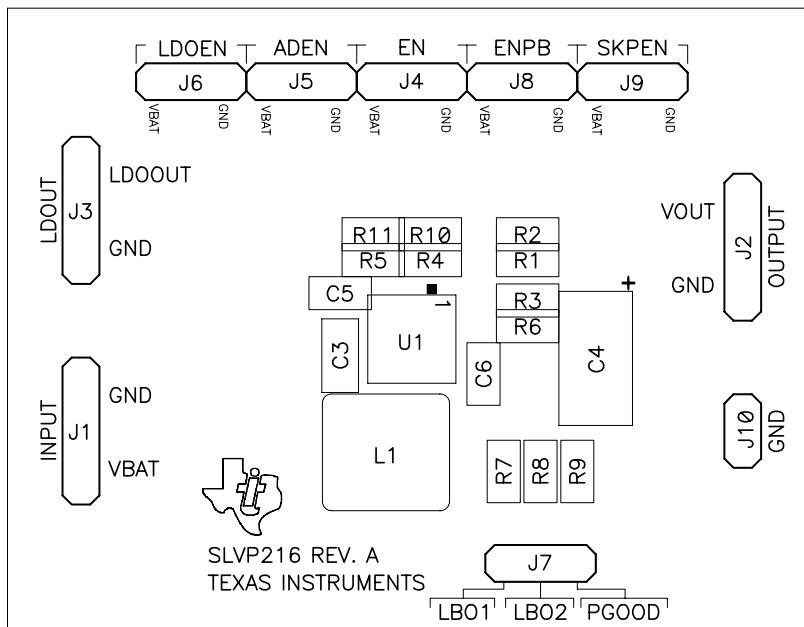 LDOEN ADEN EN ENPB SKPEN
J6 J5 J4 J8 J9
VBAT GND VBAT GND VBAT GND VBAT GND VBAT GND
LDOUT J3 LDOOUT
GND
VOUT
GND
J2 OUTPUT
R11 R10 R2
R5 R4 R1
C5
1
U1
R3
R6
C3
C6
+
C4
INPUT J1 GND
VBAT
L1
J10 GND
R7 R8 R9
i
SLVP216 REV. A
TEXAS INSTRUMENTS
J7
LBO1 LBO2 PGOOD